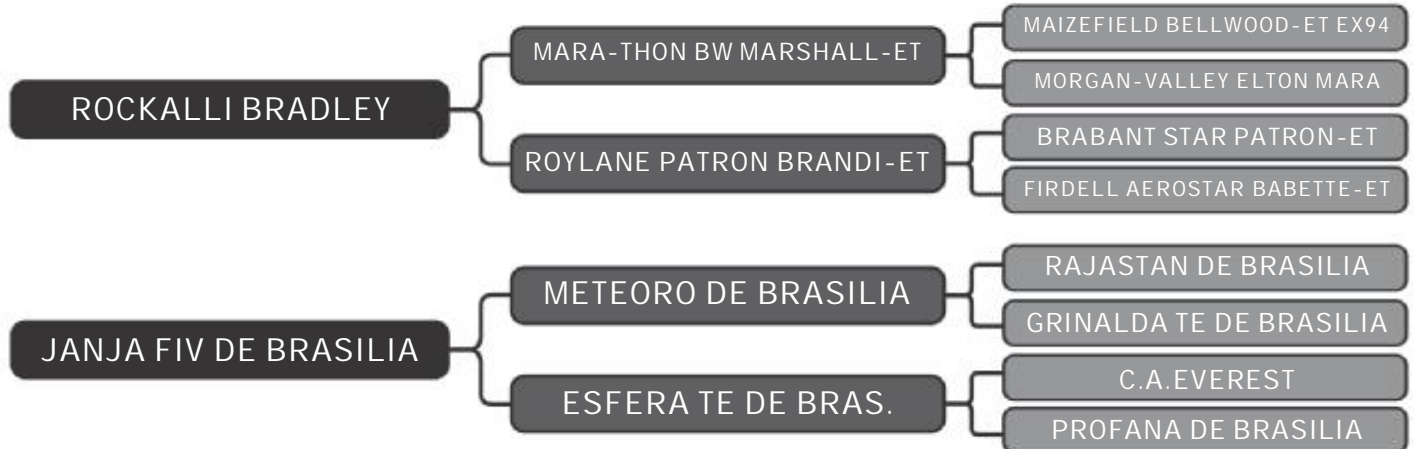 ROCKALLI BRADLEY
MARA-THON BW MARSHALL-ET
MAIZEFIELD BELLWOOD-ET EX94
MORGAN-VALLEY ELTON MARA
ROYLANE PATRON BRANDI-ET
BRABANT STAR PATRON-ET
FIRDELL AEROSTAR BABETTE-ET
JANJA FIV DE BRASILIA
METEORO DE BRASILIA
RAJASTAN DE BRASILIA
GRINALDA TE DE BRASILIA
ESFERA TE DE BRAS.
C.A.EVEREST
PROFANA DE BRASILIA